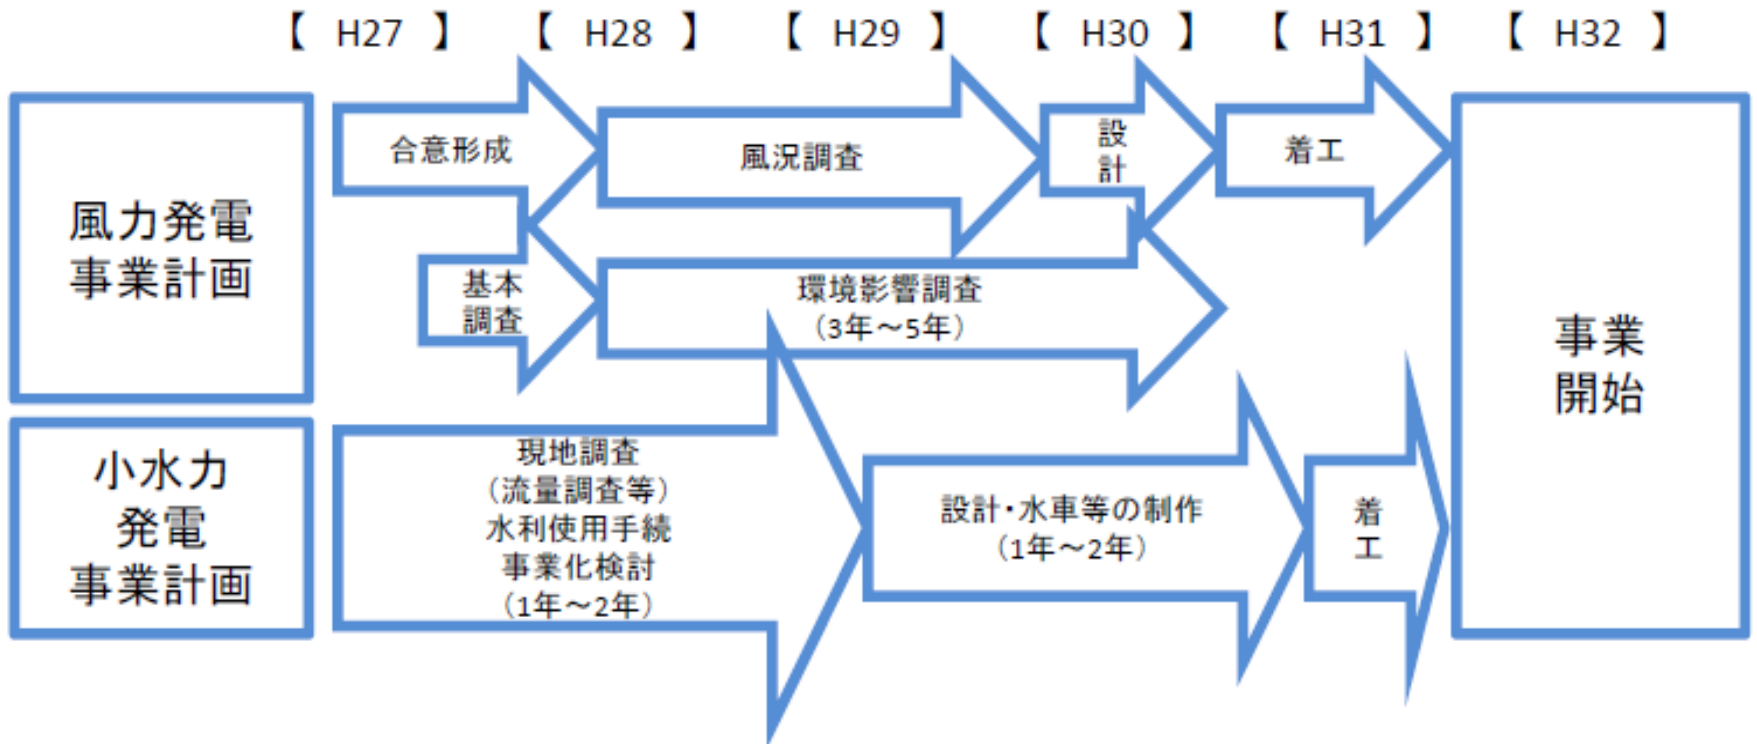 【 H27 】 【 H28 】 【 H29 】 【 H30 】 【 H31 】 【 H32 】
風力発電
事業計画
合意形成
風況調査
設
計
着工
基本
調査
環境影響調査
（3年～5年）
小水力
発電
事業計画
現地調査
（流量調査等）
水利使用手続
事業化検討
（1年～2年）
設計・水車等の制作
（1年～2年）
着
工
事業
開始